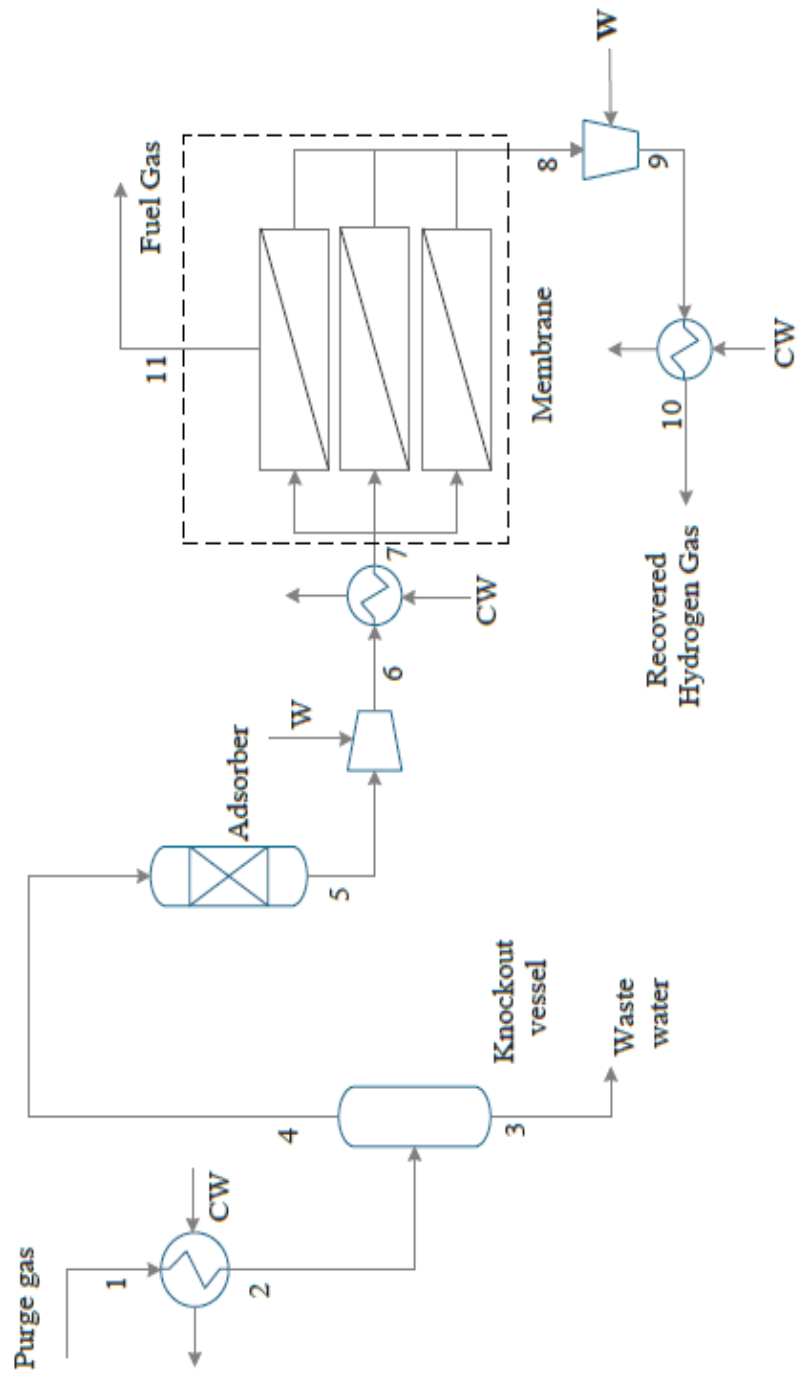 Purge gas
1
CW
2
4
Knockout
vessel
3
Waste
water
Adsorber
5
W
6
CW
7
Membrane
11
Fuel Gas
8
W
9
CW
10
Recovered
Hydrogen Gas